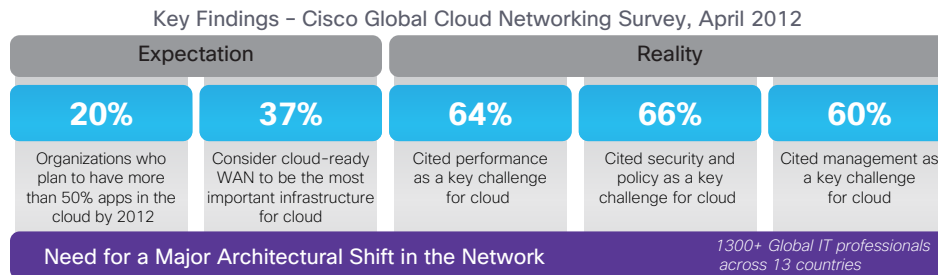 Key Findings – Cisco Global Cloud Networking Survey, April 2012
Expectation
Reality
20%
37%
64%
66%
60%
Organizations who
plan to have more
than 50% apps in the
cloud by 2012
Consider cloud-ready
WAN to be the most
important infrastructure
for cloud
Cited performance
as a key challenge
for cloud
Cited security and
policy as a key
challenge for cloud
Cited management as
a key challenge
for cloud
Need for a Major Architectural Shift in the Network
1300+ Global IT professionals
across 13 countries